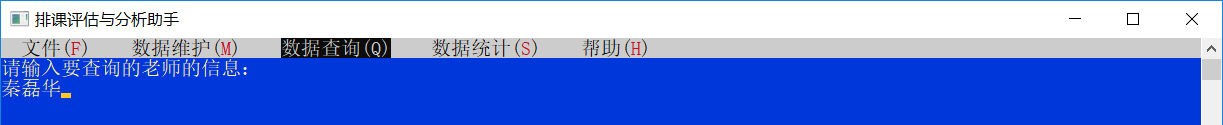 排课评估与分析助手
文件(F) 数据维护(M) 数据查询(Q) 数据统计(S) 帮助(H)
请输入要查询的老师的信息:
秦磊华